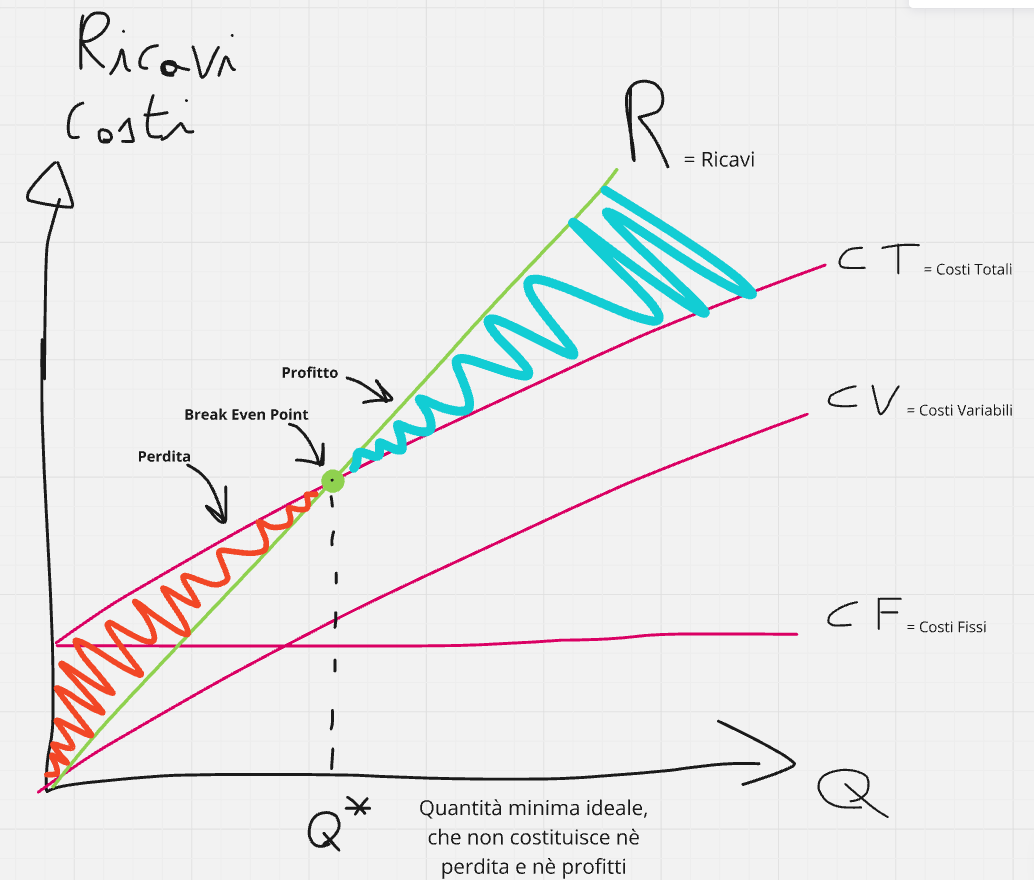 Ricavi
Costi
R = Ricavi
CT = Costi Totali
Profitto
CV = Costi Variabili
Break Even Point
Perdita
CF = Costi Fissi
Q
Q*
Quantità minima ideale,
che non costituisce nè
perdita e nè profitti